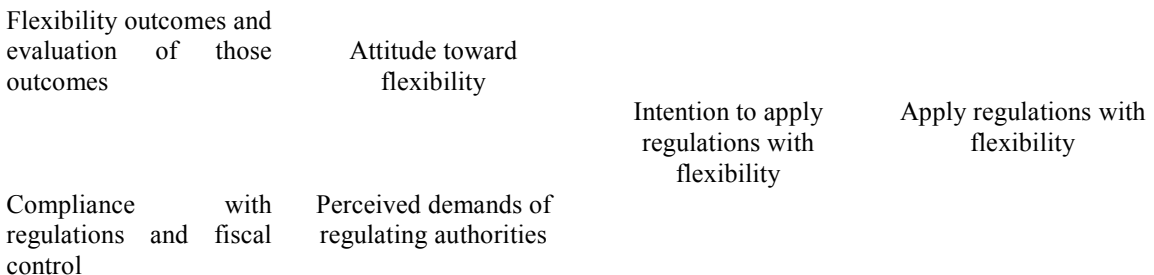 Flexibility outcomes and
evaluation of those
outcomes
Attitude toward
flexibility
Intention to apply
regulations with
flexibility
Apply regulations with
flexibility
Compliance with
regulations and fiscal
control
Perceived demands of
regulating authorities